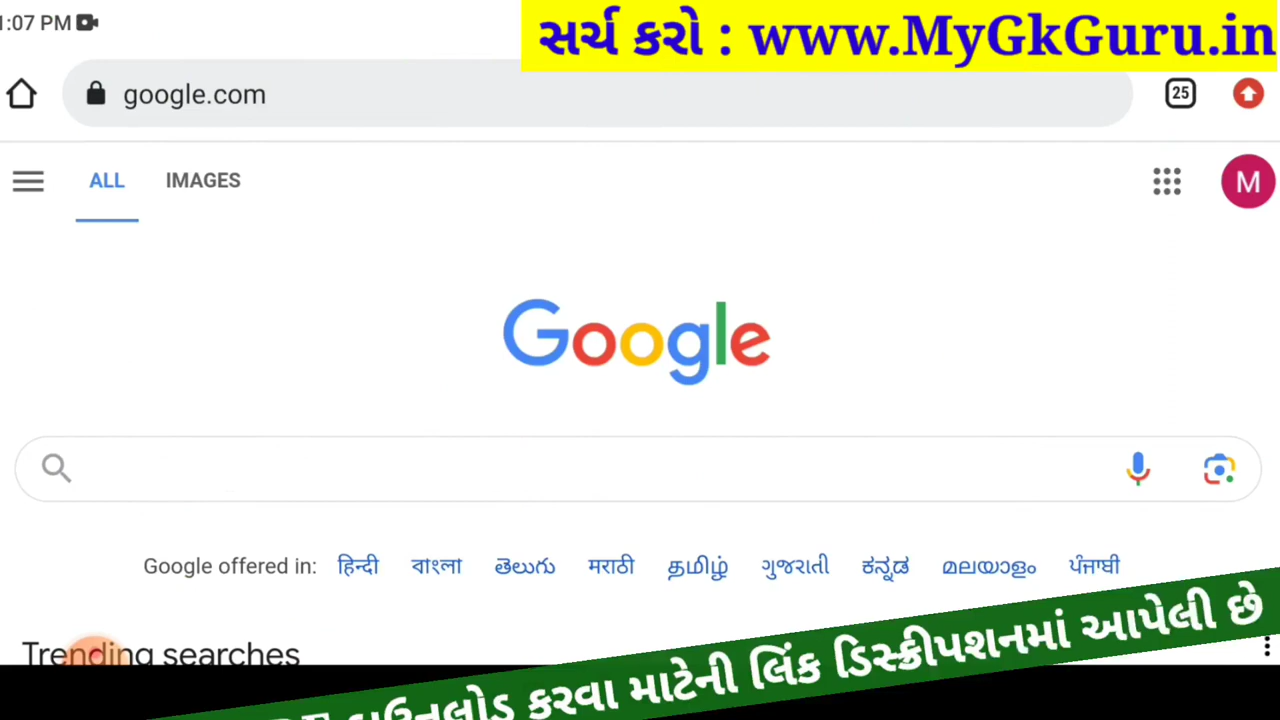 1:07 PM
સર્ચ કરો : www.MyGkGuru.in
google.com
25
ALL IMAGES
M
Google
Google offered in: हिन्दी বাংলা తెలుగు मराठी தமிழ் ગુજરાતી ಕನ್ನಡ മലയാളം ਪੰਜਾਬੀ
Trending searches
ડાઉનલોડ કરવા માટેની લિંક ડિસ્ક્રીપશનમાં આપેલી છે